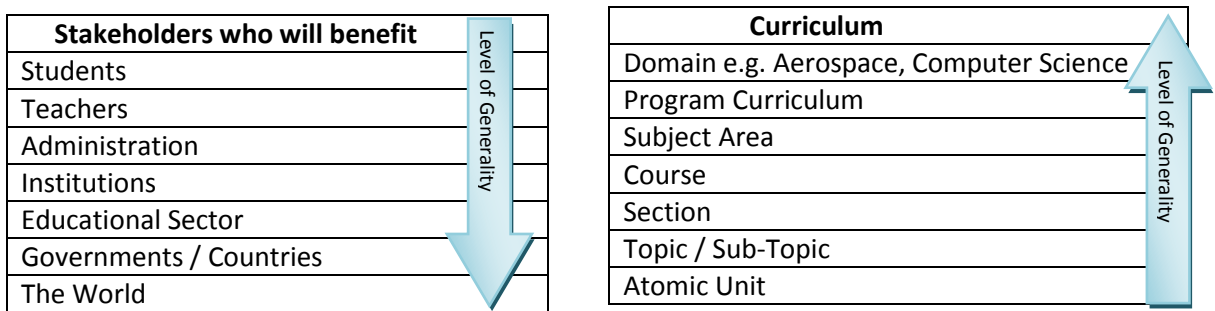 Stakeholders who will benefit
Students
Teachers
Administration
Institutions
Educational Sector
Governments / Countries
The World
Level of Generality
Curriculum
Domain e.g. Aerospace, Computer Science
Program Curriculum
Subject Area
Course
Section
Topic / Sub-Topic
Atomic Unit
Level of Generality